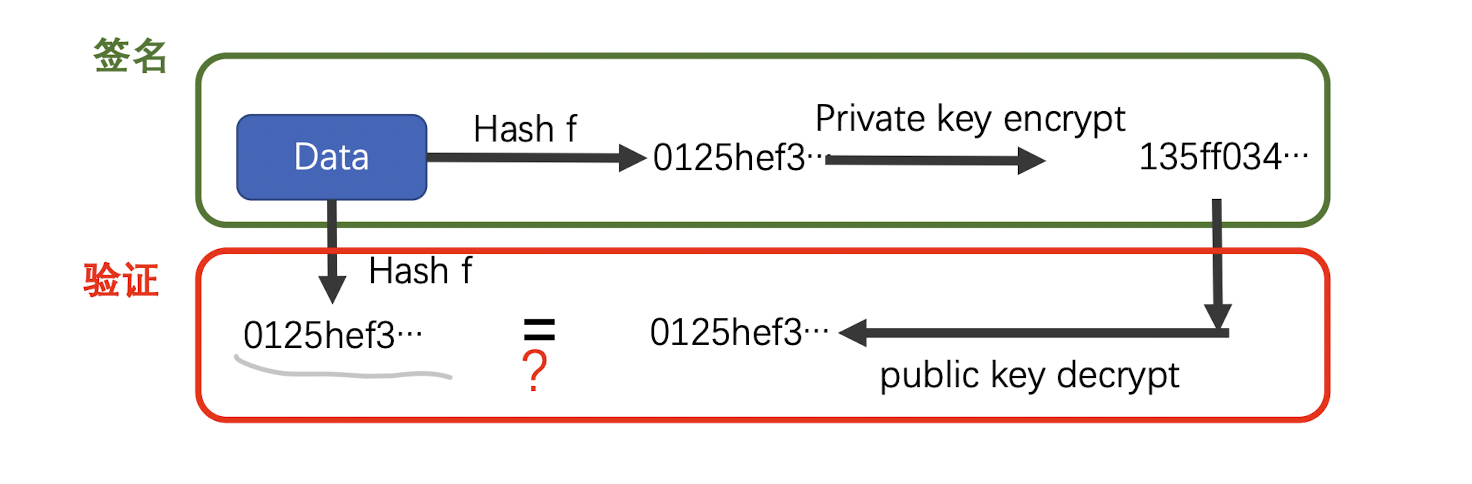 签名
Data
Hash f
0125hef3…
Private key encrypt
135ff034…
验证
Hash f
0125hef3…
=
?
0125hef3…
public key decrypt